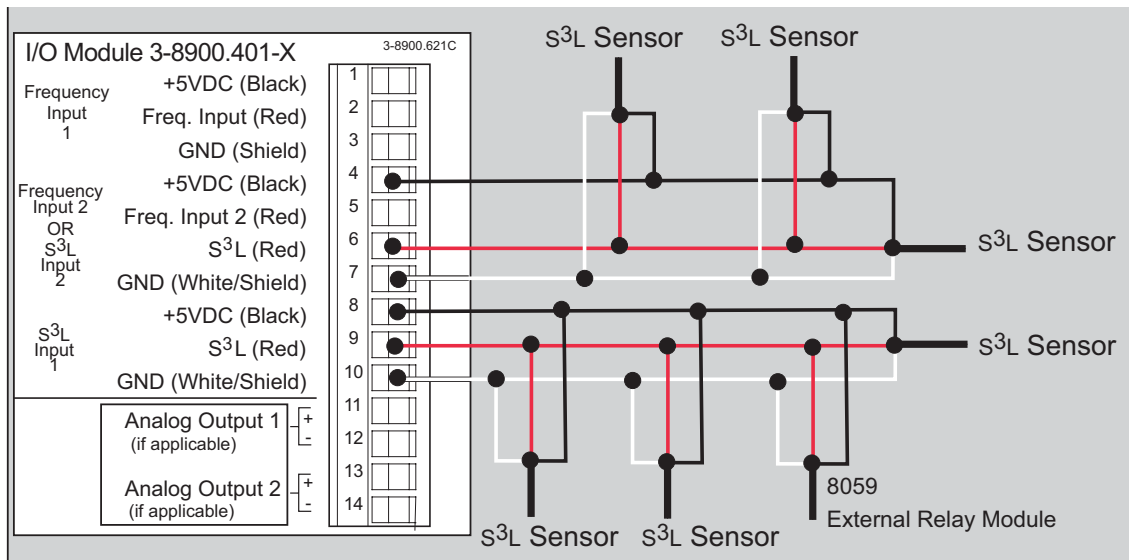 I/O Module 3-8900.401-X
3-8900.621C
Frequency
Input
1
+5VDC (Black)
Freq. Input (Red)
GND (Shield)
Frequency
Input 2
OR
S³L
Input
2
+5VDC (Black)
Freq. Input 2 (Red)
S³L (Red)
GND (White/Shield)
S³L
Input
1
+5VDC (Black)
S³L (Red)
GND (White/Shield)
Analog Output 1
(if applicable)
+
-
Analog Output 2
(if applicable)
+
-
1
2
3
4
5
6
7
8
9
10
11
12
13
14
S³L Sensor
S³L Sensor
S³L Sensor
S³L Sensor
S³L Sensor
S³L Sensor
8059
External Relay Module